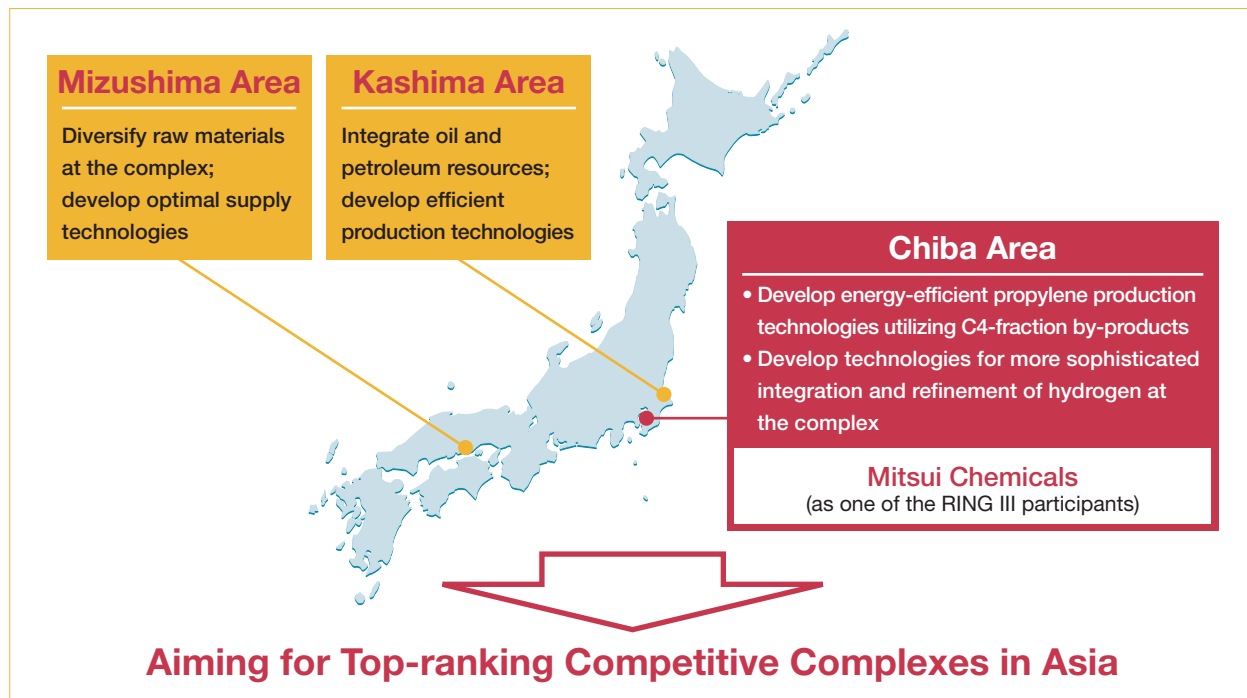 Mizushima Area
Diversify raw materials
at the complex;
develop optimal supply
technologies
Kashima Area
Integrate oil and
petroleum resources;
develop efficient
production technologies
Chiba Area
• Develop energy-efficient propylene production
technologies utilizing C4-fraction by-products
• Develop technologies for more sophisticated
integration and refinement of hydrogen at
the complex
Mitsui Chemicals
(as one of the RING III participants)
Aiming for Top-ranking Competitive Complexes in Asia